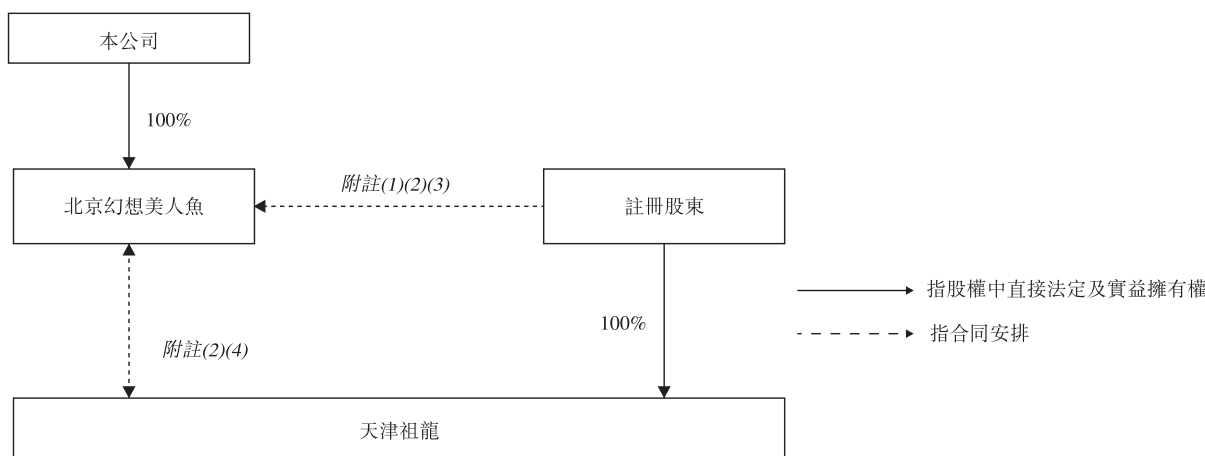 本公司
100%
附註(1)(2)(3)
北京幻想美人魚
註冊股東
指股權中直接法定及實益擁有權
100%
指合同安排
附註(2)(4)
天津祖龍